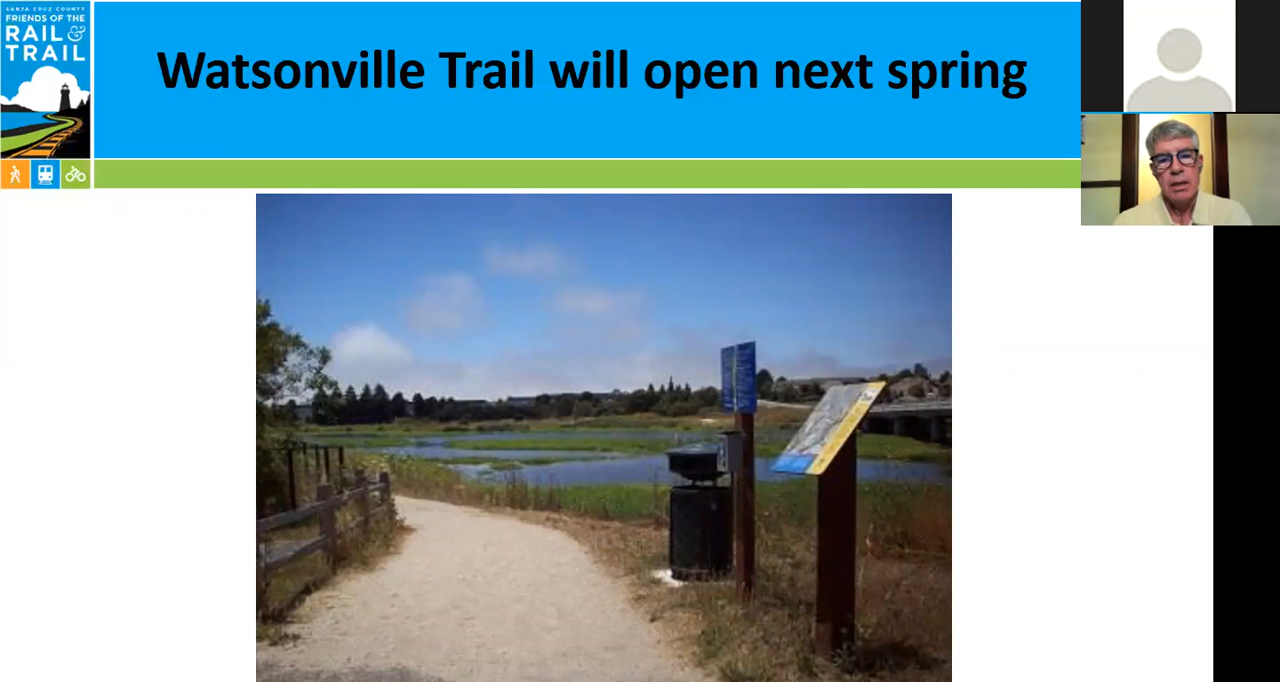 SANTA CRUZ COUNTY
FRIENDS OF THE
RAIL &
TRAIL
Watsonville Trail will open next spring